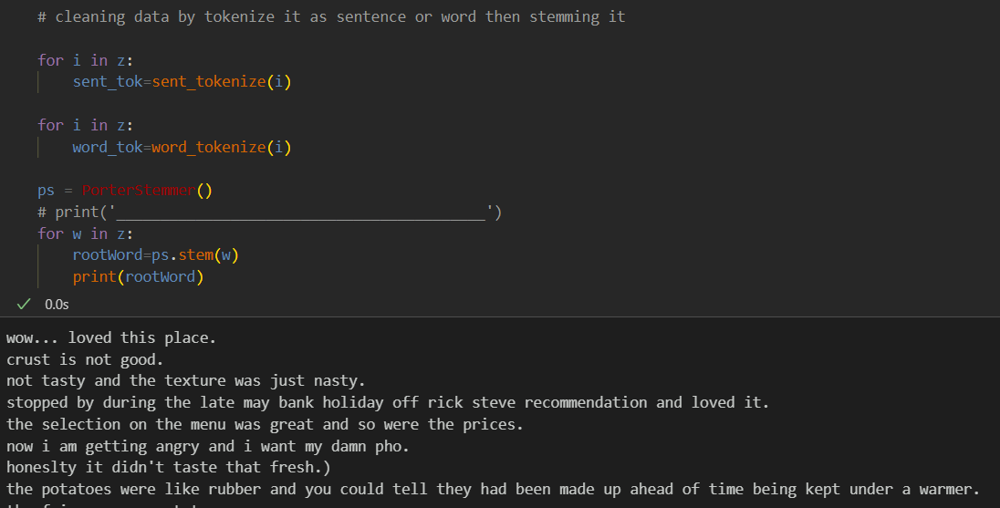 # cleaning data by tokenize it as sentence or word then stemming it
for i in z:
sent_tok=sent_tokenize(i)
for i in z:
word_tok=word_tokenize(i)
ps = PorterStemmer()
# print('__________________________________________')
for w in z:
rootWord=ps.stem(w)
print(rootWord)
0.0s
wow... loved this place.
crust is not good.
not tasty and the texture was just nasty.
stopped by during the late may bank holiday off rick steve recommendation and loved it.
the selection on the menu was great and so were the prices.
now i am getting angry and i want my damn pho.
honeslty it didn't taste that fresh.)
the potatoes were like rubber and you could tell they had been made up ahead of time being kept under a warmer.